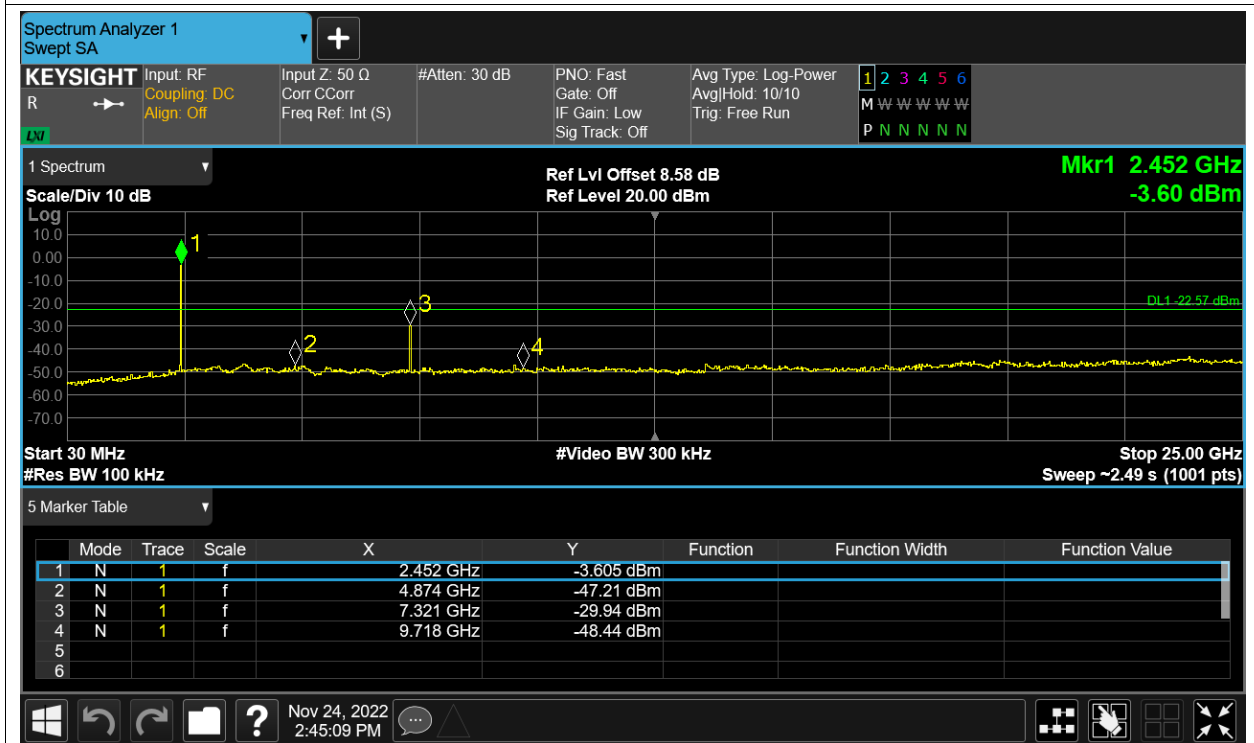 Spectrum Analyzer 1
Swept SA
+
KEYSIGHT Input: RF Input Z: 50 Ω #Atten: 30 dB PNO: Fast Avg Type: Log-Power 1 2 3 4 5 6
R Coupling: DC Corr CCorr Gate: Off Avg|Hold: 10/10 M W W W W W
Align: Off Freq Ref: Int (S) IF Gain: Low Trig: Free Run
LXI Sig Track: Off P N N N N N
1 Spectrum Ref Lvl Offset 8.58 dB Mkr1 2.452 GHz
Scale/Div 10 dB Ref Level 20.00 dBm -3.60 dBm
Log
10.0
1
0.00
-10.0
-20.0 3 DL1 -22.57 dBm
-30.0
-40.0 2 4
-50.0
-60.0
-70.0
Start 30 MHz #Video BW 300 kHz Stop 25.00 GHz
#Res BW 100 kHz Sweep ~2.49 s (1001 pts)
5 Marker Table
Mode Trace Scale X Y Function Function Width Function Value
1 N 1 f 2.452 GHz -3.605 dBm
2 N 1 f 4.874 GHz -47.21 dBm
3 N 1 f 7.321 GHz -29.94 dBm
4 N 1 f 9.718 GHz -48.44 dBm
5
6
? Nov 24, 2022
2:45:09 PM